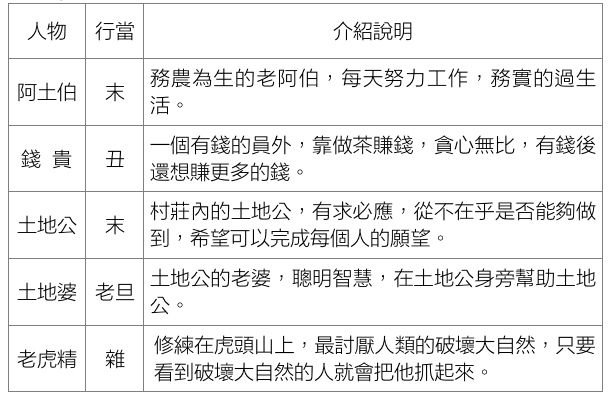 人物 行當 介紹說明
阿土伯 末 務農為生的老阿伯，每天努力工作，務實的過生
活。
錢 貴 丑 一個有錢的員外，靠做茶賺錢，貪心無比，有錢後
還想賺更多的錢。
土地公 末 村莊內的土地公，有求必應，從不在乎是否能夠做
到，希望可以完成每個人的願望。
土地婆 老旦 土地公的老婆，聰明智慧，在土地公身旁幫助土地
公。
老虎精 雜 修練在虎頭山上，最討厭人類的破壞大自然，只要
看到破壞大自然的人就會把他抓起來。